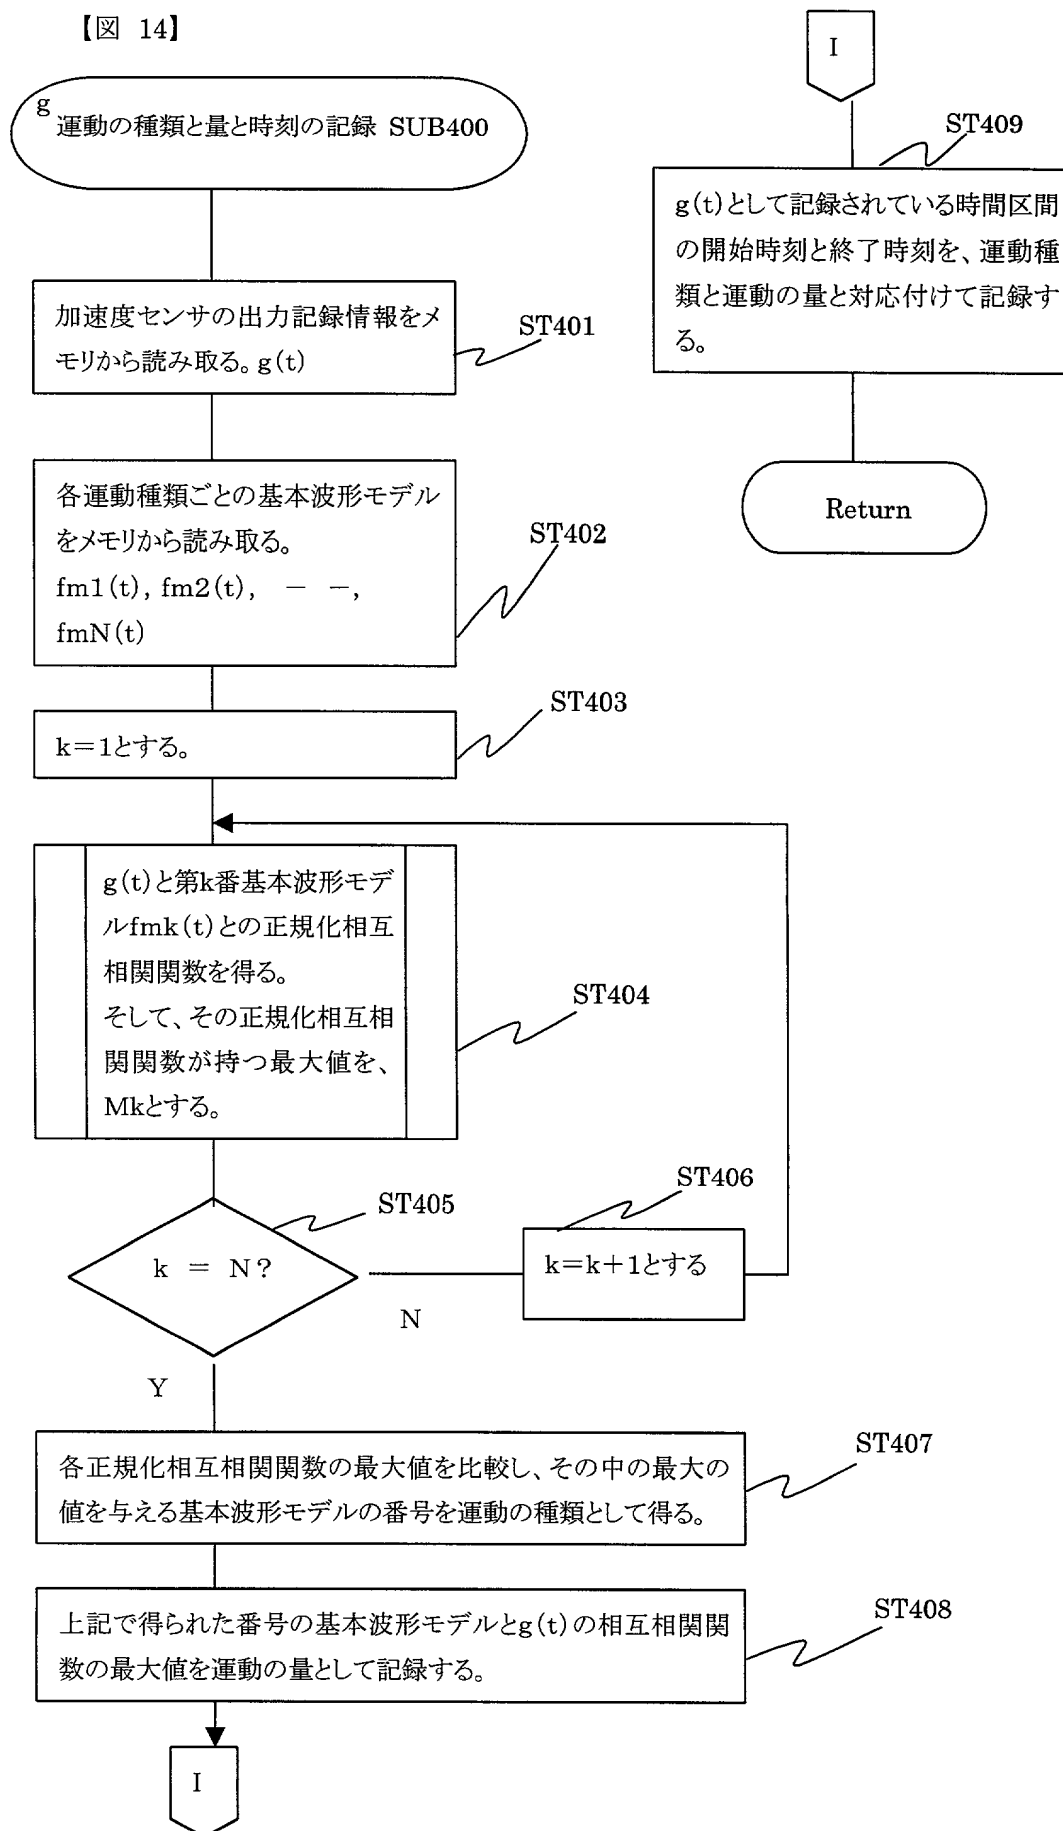 【図 14】
g
運動の種類と量と時刻の記録 SUB400
加速度センサの出力記録情報をメ
モリから読み取る。g(t)
ST401
各運動種類ごとの基本波形モデル
をメモリから読み取る。
fm1(t), fm2(t), ー ー,
fmN(t)
ST402
k=1とする。
ST403
g(t)と第k番基本波形モデ
ルfmk(t)との正規化相互
相関関数を得る。
そして、その正規化相互相
関関数が持つ最大値を、
Mkとする。
ST404
k = N?
ST405
N
k=k+1とする
ST406
Y
各正規化相互相関関数の最大値を比較し、その中の最大の
値を与える基本波形モデルの番号を運動の種類として得る。
ST407
上記で得られた番号の基本波形モデルとg(t)の相互相関関
数の最大値を運動の量として記録する。
ST408
I
I
ST409
g(t)として記録されている時間区間
の開始時刻と終了時刻を、運動種
類と運動の量と対応付けて記録す
る。
Return